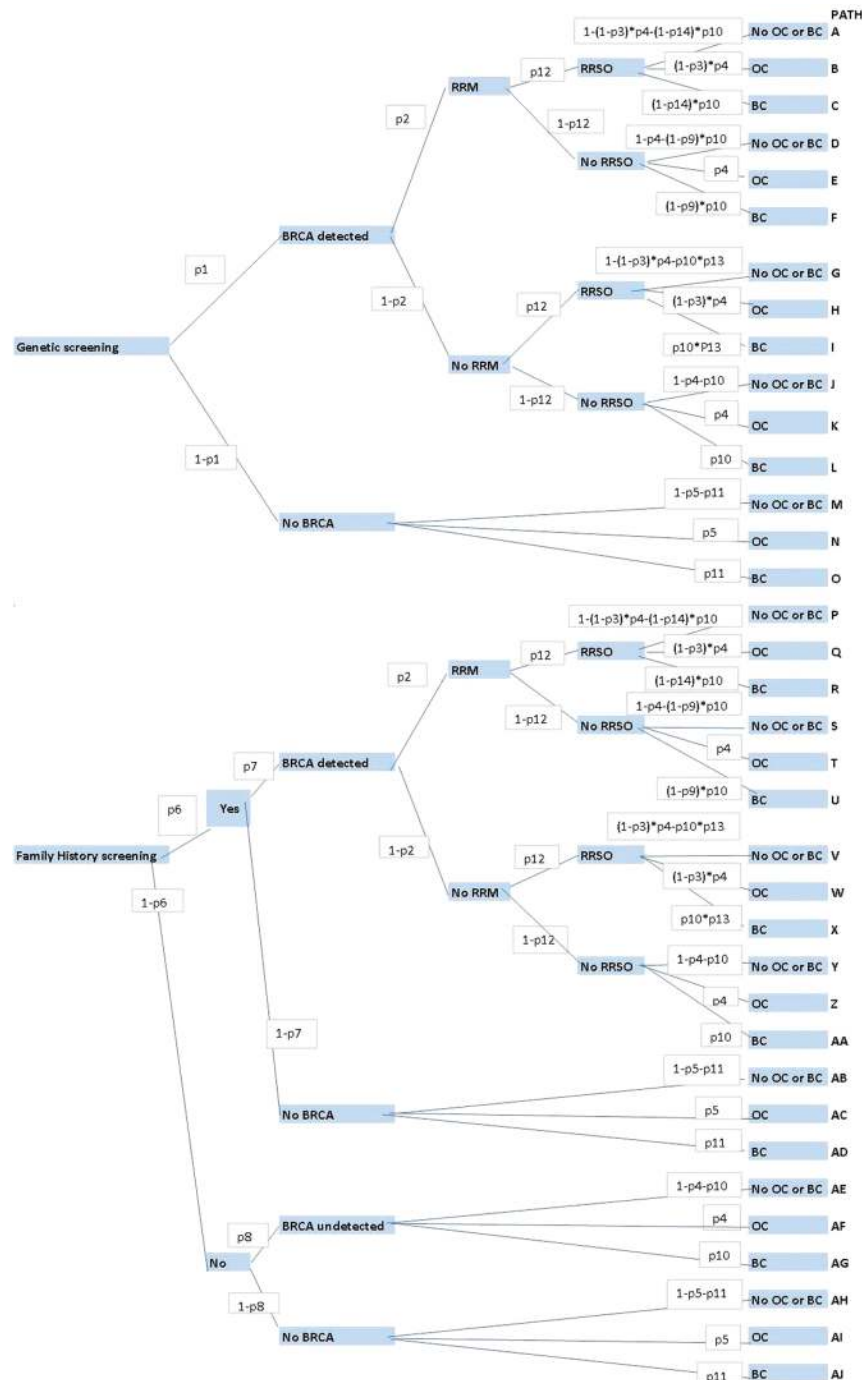 PATH
1-(1-p3)*p4-(1-p14)*p10 No OC or BC A
RRM p12 RRSO (1-p3)*p4 OC B
p2 (1-p14)*p10 BC C
1-p12 1-p4-(1-p9)*p10 No OC or BC D
No RRSO p4 OC E
(1-p9)*p10 BC F
BRCA detected
p1 1-(1-p3)*p4-p10*p13 No OC or BC G
1-p2 p12 RRSO (1-p3)*p4 OC H
Genetic screening p10*P13 BC I
No RRM 1-p4-p10 No OC or BC J
1-p12 No RRSO p4 OC K
1-p1 p10 BC L
1-p5-p11 No OC or BC M
No BRCA p5 OC N
p11 BC O
1-(1-p3)*p4-(1-p14)*p10 No OC or BC P
RRM p12 RRSO (1-p3)*p4 OC Q
p2 (1-p14)*p10 BC R
1-p12 1-p4-(1-p9)*p10
No RRSO No OC or BC S
p7 BRCA detected p4 OC T
p6 Yes (1-p9)*p10 BC U
1-p2 (1-p3)*p4-p10*p13
Family History screening p12 RRSO No OC or BC V
No RRM (1-p3)*p4 OC W
1-p6 p10*p13 BC X
1-p12 No RRSO 1-p4-p10 No OC or BC Y
p4 OC Z
1-p7 p10 BC AA
1-p5-p11 No OC or BC AB
No BRCA p5 OC AC
p11 BC AD
1-p4-p10 No OC or BC AE
p8 BRCA undetected p4 OC AF
No p10 BC AG
1-p8 1-p5-p11 No OC or BC AH
No BRCA p5 OC AI
p11 BC AJ